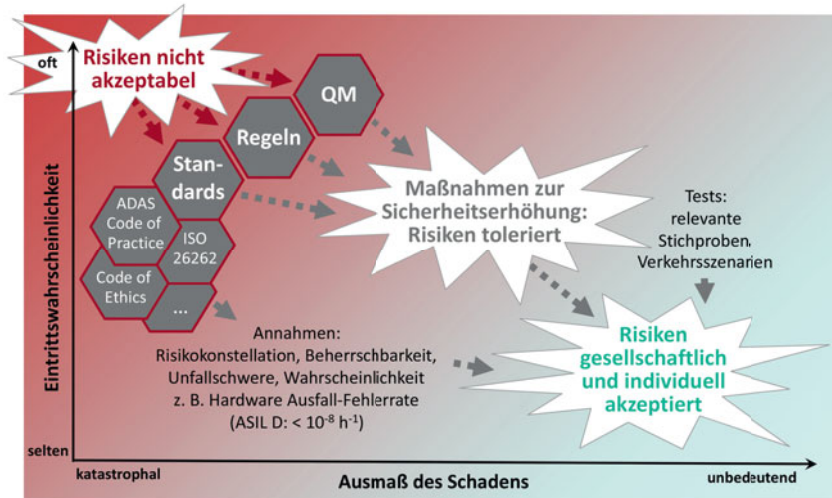 oft
Risiken nicht
akzeptabel
QM
Regeln
Stan-
dards
ADAS
Code of
Practice
ISO
26262
Code of
Ethics
...
Maßnahmen zur
Sicherheitserhöhung:
Risiken toleriert
Tests:
relevante
Stichproben,
Verkehrsszenarien
Annahmen:
Risikokonstellation, Beherrschbarkeit,
Unfallschwere, Wahrscheinlichkeit
z. B. Hardware Ausfall-Fehlerrate
(ASIL D: < 10⁻⁸ h⁻¹)
Risiken
gesellschaftlich
und individuell
akzeptiert
Eintrittswahrscheinlichkeit
selten
katastrophal
Ausmaß des Schadens
unbedeutend